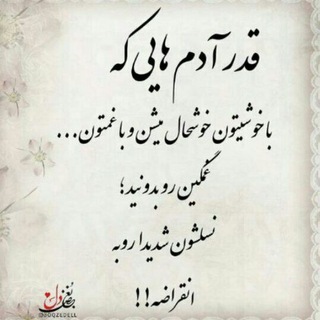 قدر آدم هایی که
با خوشیتون خوشحال میشن و با غمتون...
غمگین رو بدونید؛
نسلشون شدیدا رو به
انقراضه!!